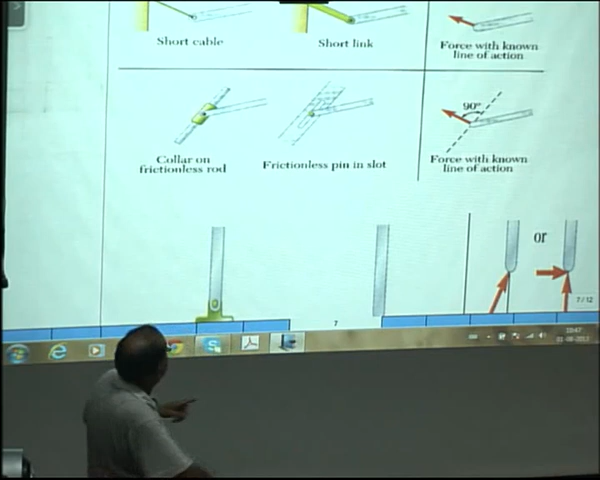 Short cable
Short link
Force with known
line of action
90°
Collar on
frictionless rod
Frictionless pin in slot
Force with known
line of action
or
7/12
7